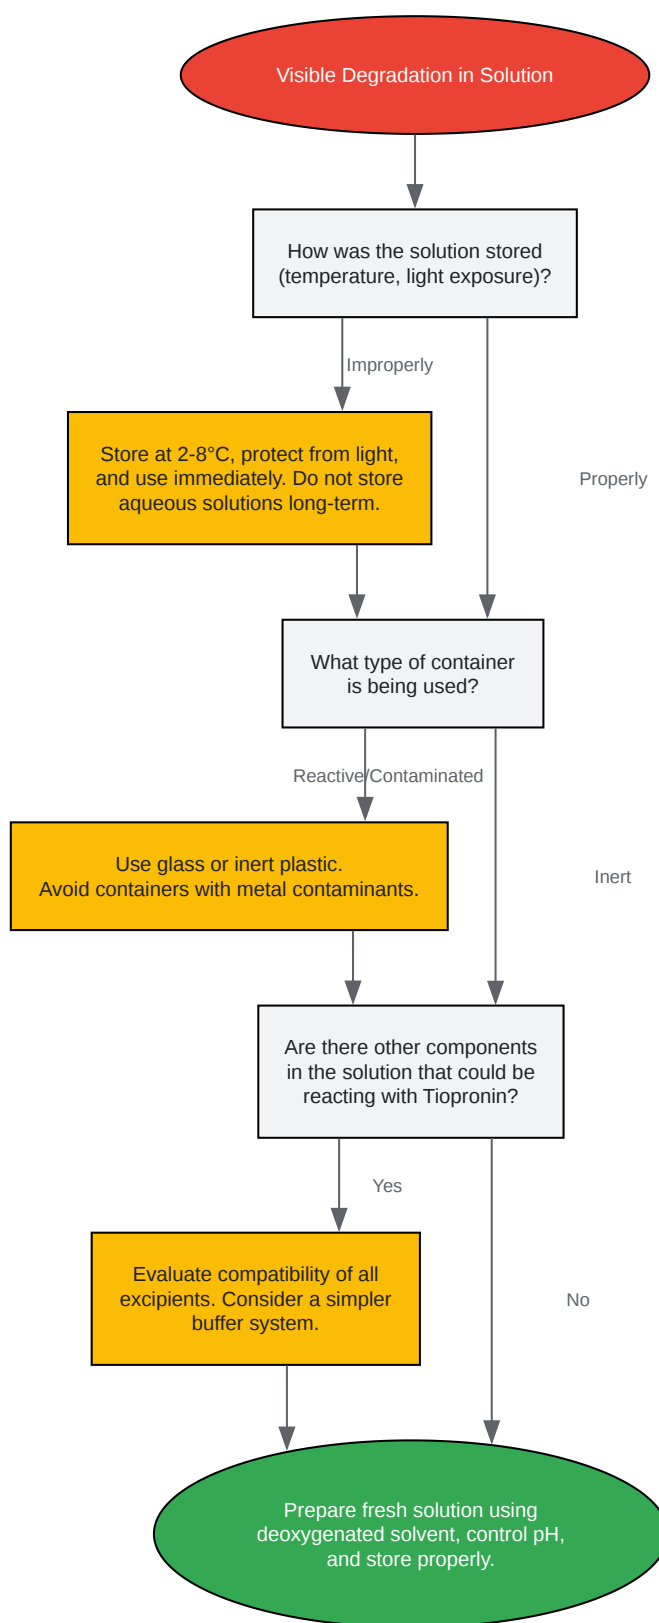 Visible Degradation in Solution
How was the solution stored
(temperature, light exposure)?
Improperly
Store at 2-8°C, protect from light,
and use immediately. Do not store
aqueous solutions long-term.
Properly
What type of container
is being used?
Reactive/Contaminated
Use glass or inert plastic.
Avoid containers with metal contaminants.
Inert
Are there other components
in the solution that could be
reacting with Tiopronin?
Yes
Evaluate compatibility of all
excipients. Consider a simpler
buffer system.
No
Prepare fresh solution using
deoxygenated solvent, control pH,
and store properly.